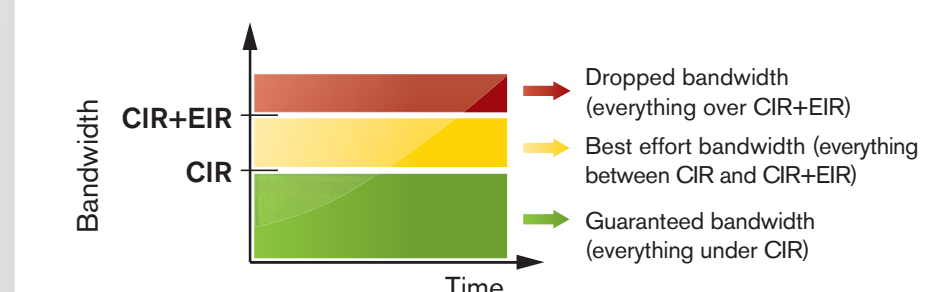 Bandwidth
CIR+EIR
CIR
Dropped bandwidth
(everything over CIR+EIR)
Best effort bandwidth (everything
between CIR and CIR+EIR)
Guaranteed bandwidth
(everything under CIR)
Time